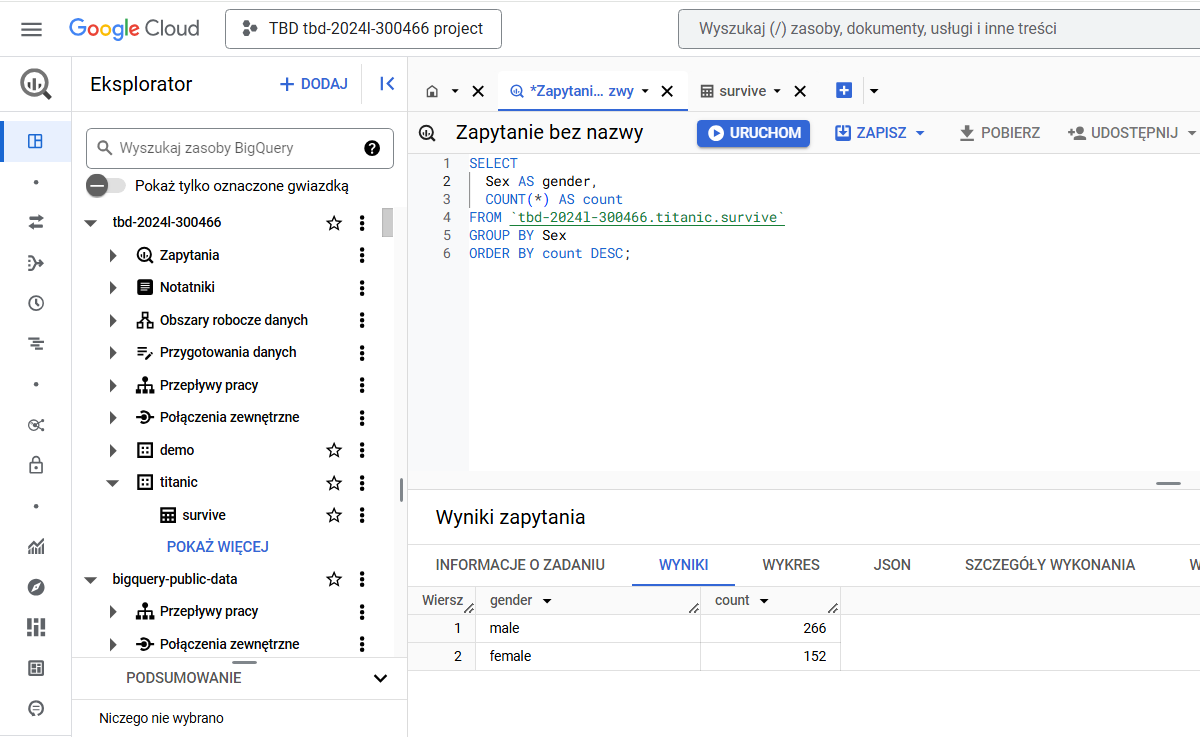 Google Cloud
TBD tbd-2024l-300466 project
Wyszukaj (/) zasoby, dokumenty, usługi i inne treści
Eksplorator
+ DODAJ
Wyszukaj zasoby BigQuery
Pokaż tylko oznaczone gwiazdką
tbd-2024l-300466
Zapytania
Notatniki
Obszary robocze danych
Przygotowania danych
Przepływy pracy
Połączenia zewnętrzne
demo
titanic
survive
POKAŻ WIĘCEJ
bigquery-public-data
Przepływy pracy
Połączenia zewnętrzne
PODSUMOWANIE
Niczego nie wybrano
*Zapytani... zwy
survive
Zapytanie bez nazwy
URUCHOM
ZAPISZ
POBIERZ
UDOSTĘPNIJ
1 SELECT
2 Sex AS gender,
3 COUNT(*) AS count
4 FROM `tbd-2024l-300466.titanic.survive`
5 GROUP BY Sex
6 ORDER BY count DESC;
Wyniki zapytania
INFORMACJE O ZADANIU WYNIKI WYKRES JSON SZCZEGÓŁY WYKONANIA W
Wiersz gender count
1 male 266
2 female 152